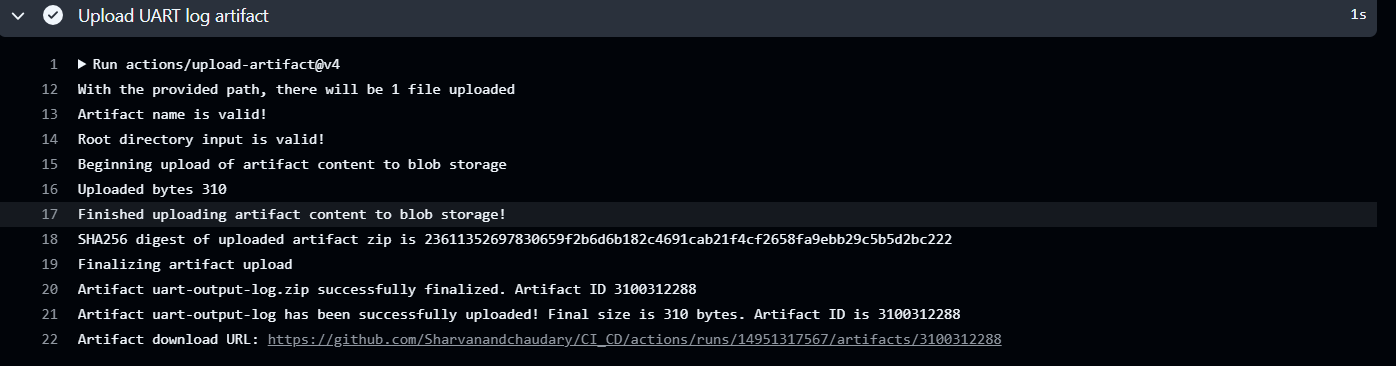 Upload UART log artifact 1s
1 Run actions/upload-artifact@v4
12 With the provided path, there will be 1 file uploaded
13 Artifact name is valid!
14 Root directory input is valid!
15 Beginning upload of artifact content to blob storage
16 Uploaded bytes 310
17 Finished uploading artifact content to blob storage!
18 SHA256 digest of uploaded artifact zip is 23611352697830659f2b6d6b182c4691cab21f4cf2658fa9ebb29c5b5d2bc222
19 Finalizing artifact upload
20 Artifact uart-output-log.zip successfully finalized. Artifact ID 3100312288
21 Artifact uart-output-log has been successfully uploaded! Final size is 310 bytes. Artifact ID is 3100312288
22 Artifact download URL: https://github.com/Sharvanandchaudary/CI_CD/actions/runs/14951317567/artifacts/3100312288